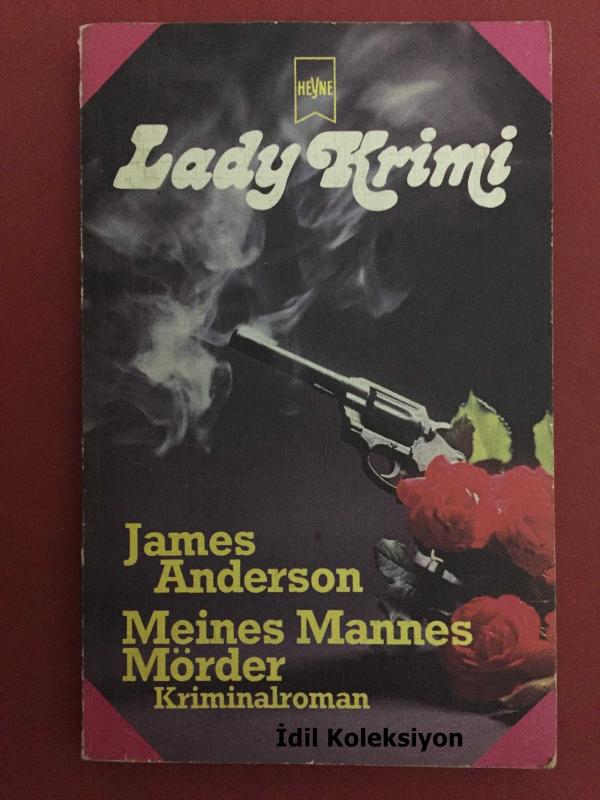 HEYNE
Lady Krimi
James
Anderson
Meines Mannes
Mörder
Kriminalroman
İdil Koleksiyon